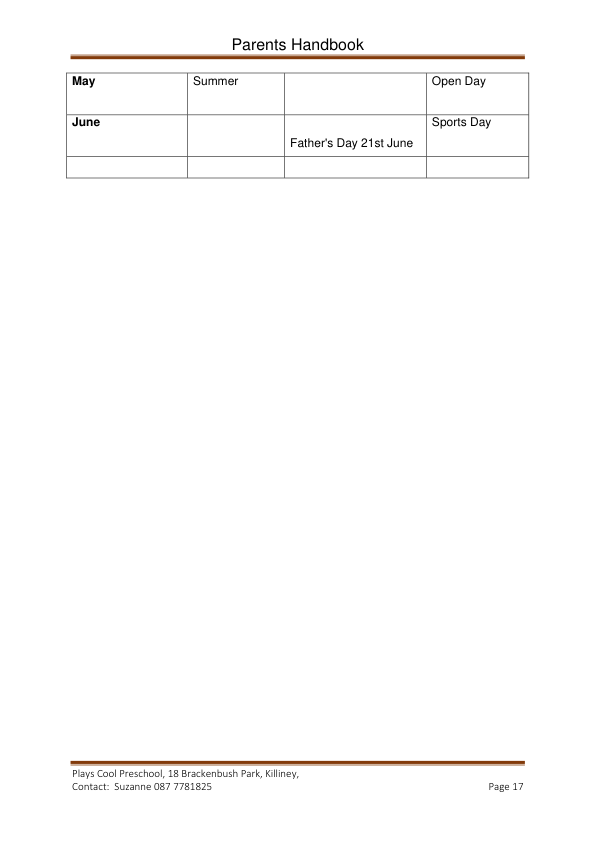 Parents Handbook
May Summer Open Day
June Sports Day
Father's Day 21st June
Plays Cool Preschool, 18 Brackenbush Park, Killiney,
Contact:  Suzanne 087 7781825 Page 17